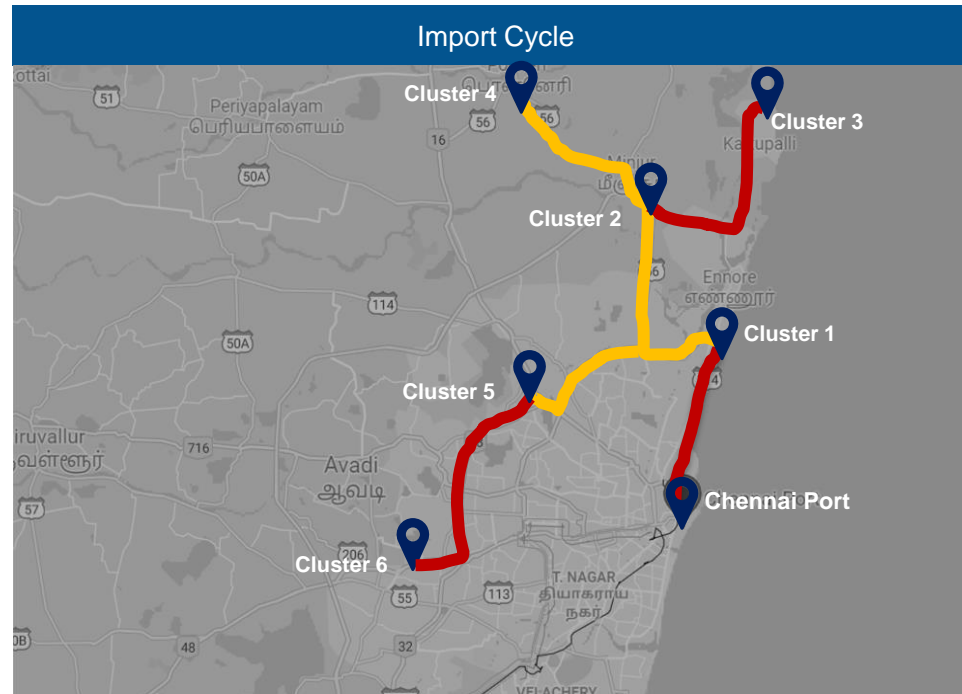 Import Cycle
Cluster 4
Cluster 3
51
Periyapalayam
பெரியபாளையம்
56
56
16
50A
Cluster 2
Ennore
எண்ணூர்
114
50A
Cluster 1
Cluster 5
716
Avadi
ஆவடி
57
Chennai Port
206
Cluster 6
55
113
T. NAGAR
தியாகராய
நகர்
32
48
VELACHERY